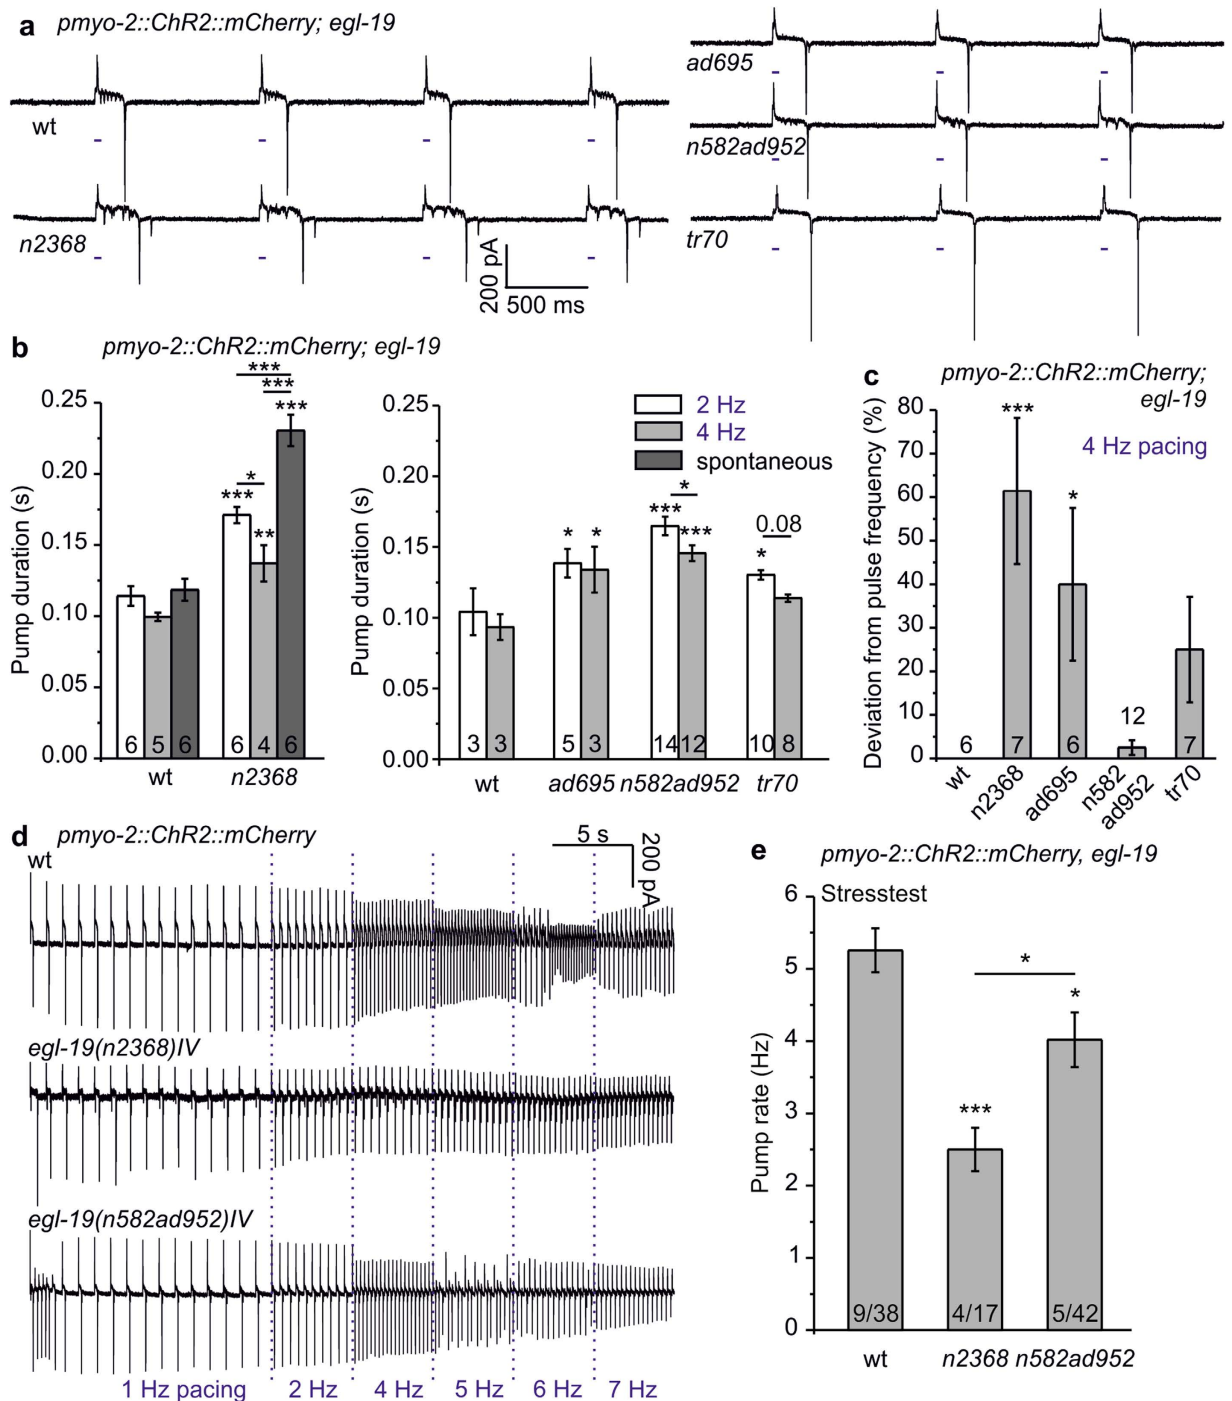 a pmyo-2::ChR2::mCherry; egl-19
wt
n2368
200 pA
500 ms
ad695
n582ad952
tr70
b pmyo-2::ChR2::mCherry; egl-19
Pump duration (s)
0.25
0.20
0.15
0.10
0.05
0.00
*** 
***
***
*
***
**
6 5 6 6 4 6
wt n2368
Pump duration (s)
0.25
0.20
0.15
0.10
0.05
0.00
2 Hz
4 Hz
spontaneous
*
*** ***
* *
0.08
*
3 3 5 3 14 12 10 8
wt ad695 n582ad952 tr70
c pmyo-2::ChR2::mCherry;
egl-19
4 Hz pacing
Deviation from pulse frequency (%)
80
70
60
50
40
30
20
10
0
***
*
12
6 7 6 7
wt n2368 ad695 n582 ad952 tr70
d pmyo-2::ChR2::mCherry
wt
5 s
200 pA
egl-19(n2368)IV
egl-19(n582ad952)IV
1 Hz pacing 2 Hz 4 Hz 5 Hz 6 Hz 7 Hz
e pmyo-2::ChR2::mCherry, egl-19
Stresstest
Pump rate (Hz)
6
5
4
3
2
1
0
*
*
***
9/38 4/17 5/42
wt n2368 n582ad952